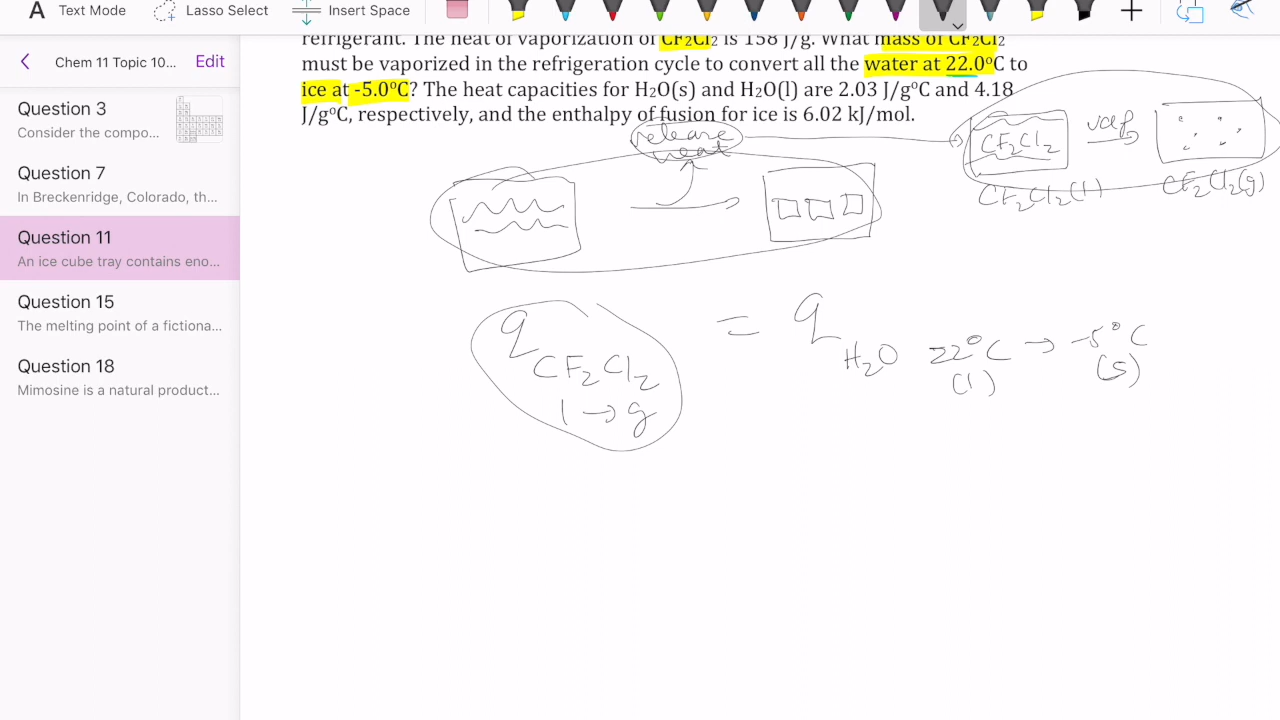 Text Mode
Lasso Select
Insert Space
Chem 11 Topic 10...
Edit
Question 3
Consider the compo...
Question 7
In Breckenridge, Colorado, th...
Question 11
An ice cube tray contains eno...
Question 15
The melting point of a fictiona...
Question 18
Mimosine is a natural product...
refrigerant. The heat of vaporization of CF₂Cl₂ is 158 J/g. What mass of CF₂Cl₂
must be vaporized in the refrigeration cycle to convert all the water at 22.0°C to
ice at -5.0°C? The heat capacities for H₂O(s) and H₂O(l) are 2.03 J/g°C and 4.18
J/g°C, respectively, and the enthalpy of fusion for ice is 6.02 kJ/mol.
release
heat
CF₂Cl₂ vap
CF₂Cl₂(l) CF₂Cl₂(g)
q CF₂Cl₂ l → g = q H₂O 22°C (l) → -5°C (s)